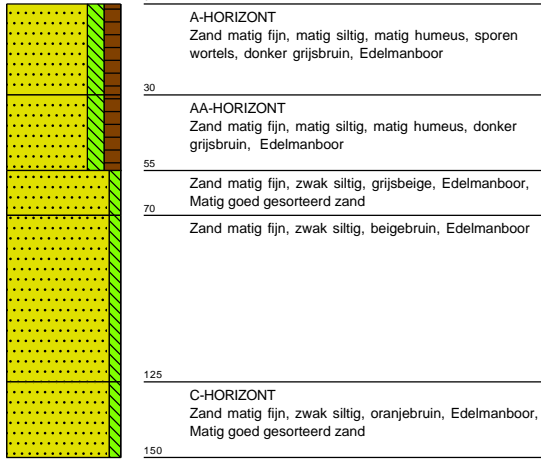 A-HORIZONT
Zand matig fijn, matig siltig, matig humeus, sporen
wortels, donker grijsbruin, Edelmanboor
30
AA-HORIZONT
Zand matig fijn, matig siltig, matig humeus, donker
grijsbruin, Edelmanboor
55
Zand matig fijn, zwak siltig, grijsbeige, Edelmanboor,
Matig goed gesorteerd zand
70
Zand matig fijn, zwak siltig, beigebruin, Edelmanboor
125
C-HORIZONT
Zand matig fijn, zwak siltig, oranjebruin, Edelmanboor,
Matig goed gesorteerd zand
150